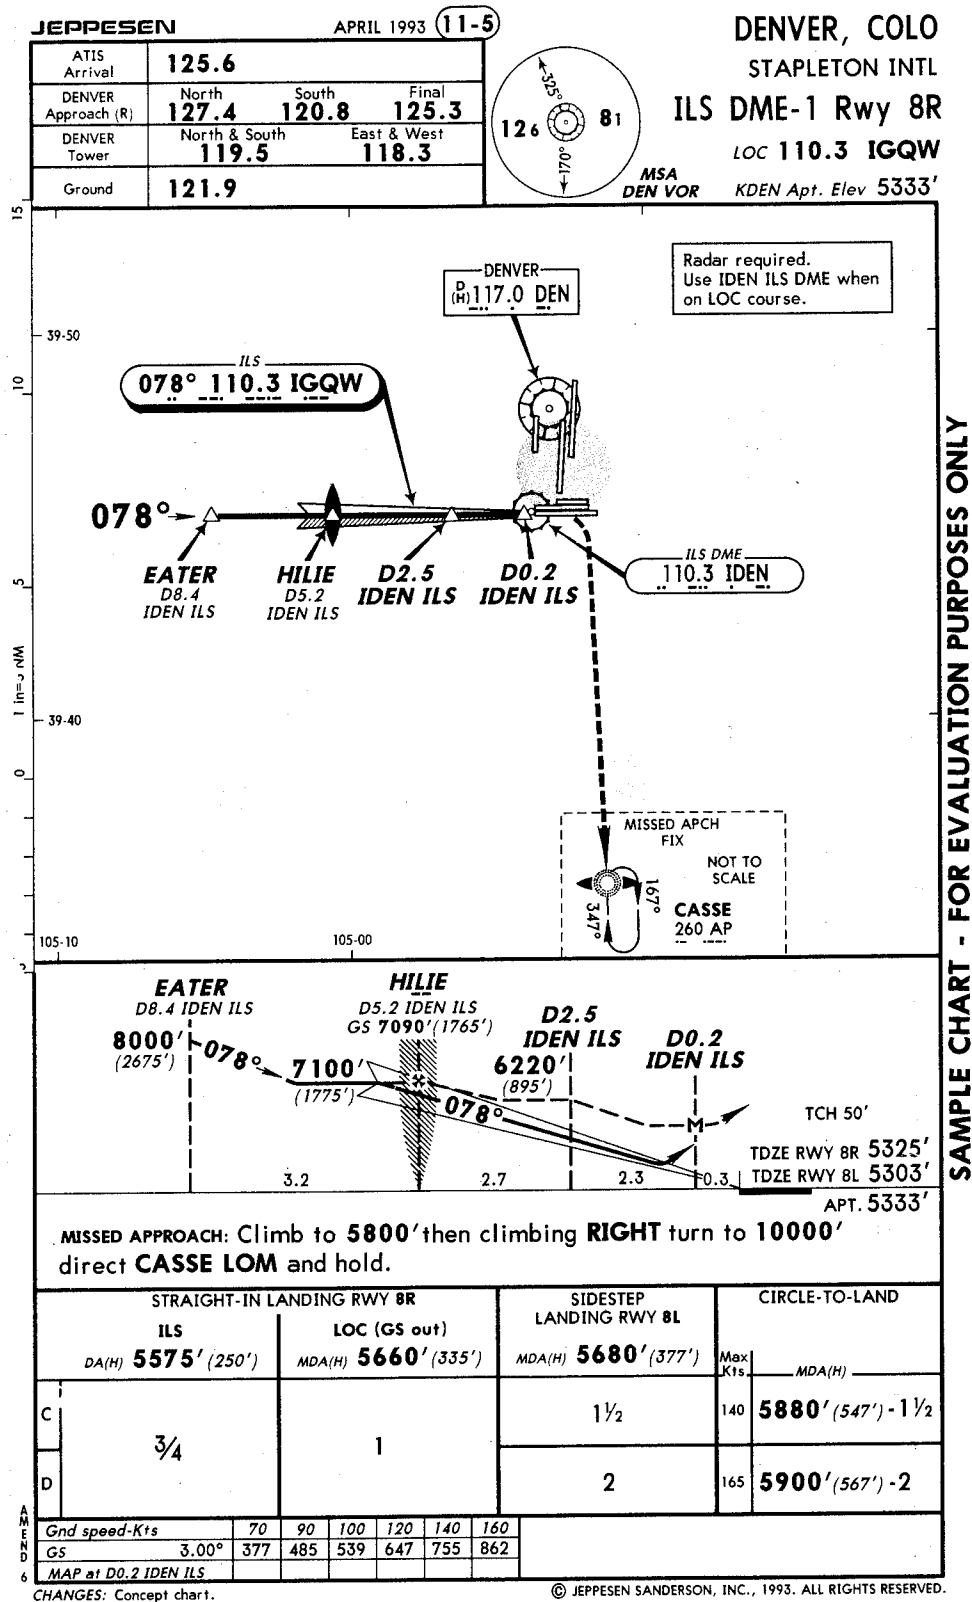 JEPPESEN APRIL 1993 11-5
DENVER, COLO
STAPLETON INTL
ILS DME-1 Rwy 8R
LOC 110.3 IGQW
KDEN Apt. Elev 5333'
ATIS Arrival 125.6
DENVER Approach (R) North 127.4 South 120.8 Final 125.3
DENVER Tower North & South 119.5 East & West 118.3
Ground 121.9
325°
126
81
170°
MSA
DEN VOR
15
Radar required.
Use IDEN ILS DME when
on LOC course.
DENVER
D
(H) 117.0 DEN
39-50
10
ILS
078° 110.3 IGQW
078°
EATER
D8.4
IDEN ILS
HILIE
D5.2
IDEN ILS
D2.5
IDEN ILS
D0.2
IDEN ILS
ILS DME
110.3 IDEN
5
1 in=5 NM
39-40
0
MISSED APCH
FIX
NOT TO
SCALE
167°
347°
CASSE
260 AP
105-10
105-00
5
EATER
D8.4 IDEN ILS
HILIE
D5.2 IDEN ILS
GS 7090'(1765')
D2.5
IDEN ILS
D0.2
IDEN ILS
8000'
(2675')
078°
7100'
(1775')
6220'
(895')
078°
M
TCH 50'
TDZE RWY 8R 5325'
TDZE RWY 8L 5303'
APT. 5333'
3.2 2.7 2.3 0.3
MISSED APPROACH: Climb to 5800' then climbing RIGHT turn to 10000'
direct CASSE LOM and hold.
STRAIGHT-IN LANDING RWY 8R
ILS
DA(H) 5575' (250')
LOC (GS out)
MDA(H) 5660' (335')
SIDESTEP
LANDING RWY 8L
MDA(H) 5680' (377')
CIRCLE-TO-LAND
Max
Kts
MDA(H)
C
D
3/4
1
1½
2
140 5880' (547') -1½
165 5900' (567') -2
Gnd speed-Kts 70 90 100 120 140 160
GS 3.00° 377 485 539 647 755 862
MAP at D0.2 IDEN ILS
AMEND 6
CHANGES: Concept chart.
© JEPPESEN SANDERSON, INC., 1993. ALL RIGHTS RESERVED.
SAMPLE CHART - FOR EVALUATION PURPOSES ONLY